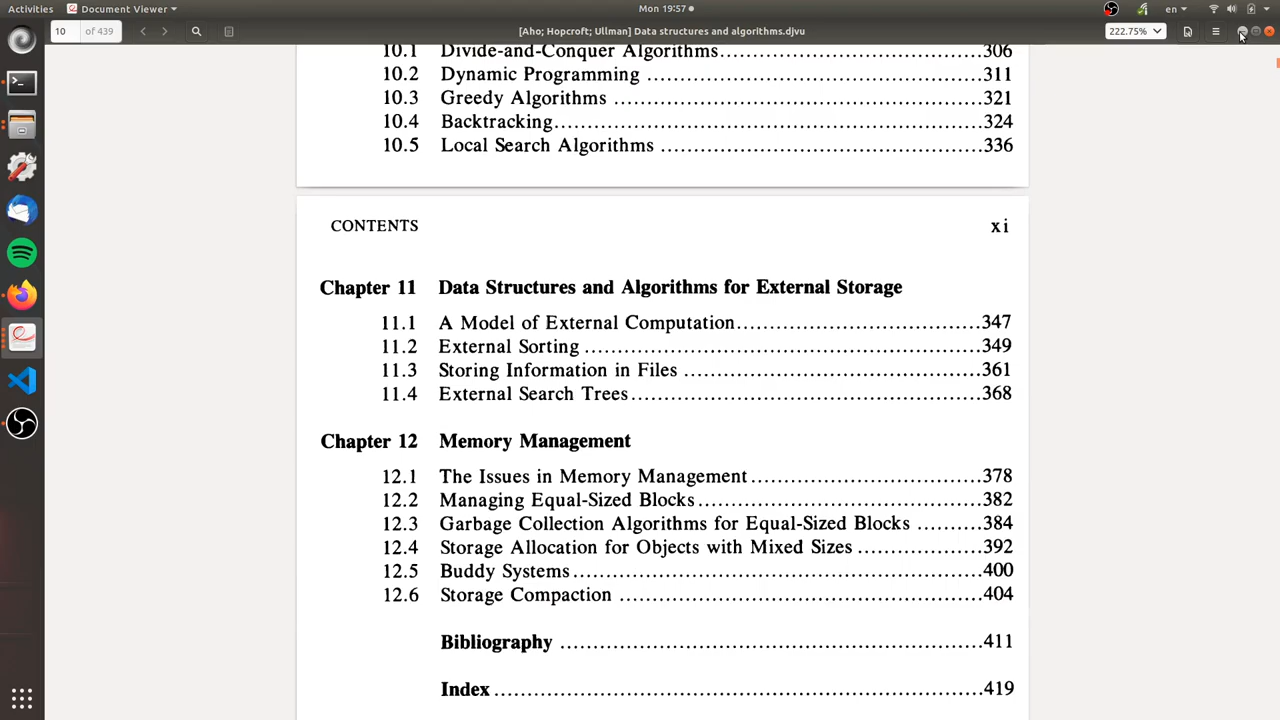 Activities Document Viewer Mon 19:57 en
10 of 439 [Aho; Hopcroft; Ullman] Data structures and algorithms.djvu 222.75%
10.1 Divide-and-Conquer Algorithms...................................306
10.2 Dynamic Programming ..............................................311
10.3 Greedy Algorithms ...................................................321
10.4 Backtracking............................................................324
10.5 Local Search Algorithms ...........................................336
CONTENTS xi
Chapter 11 Data Structures and Algorithms for External Storage
11.1 A Model of External Computation.................................347
11.2 External Sorting ........................................................349
11.3 Storing Information in Files .........................................361
11.4 External Search Trees.................................................368
Chapter 12 Memory Management
12.1 The Issues in Memory Management ...............................378
12.2 Managing Equal-Sized Blocks.......................................382
12.3 Garbage Collection Algorithms for Equal-Sized Blocks .........384
12.4 Storage Allocation for Objects with Mixed Sizes ................392
12.5 Buddy Systems..........................................................400
12.6 Storage Compaction ...................................................404
Bibliography ............................................................411
Index......................................................................419